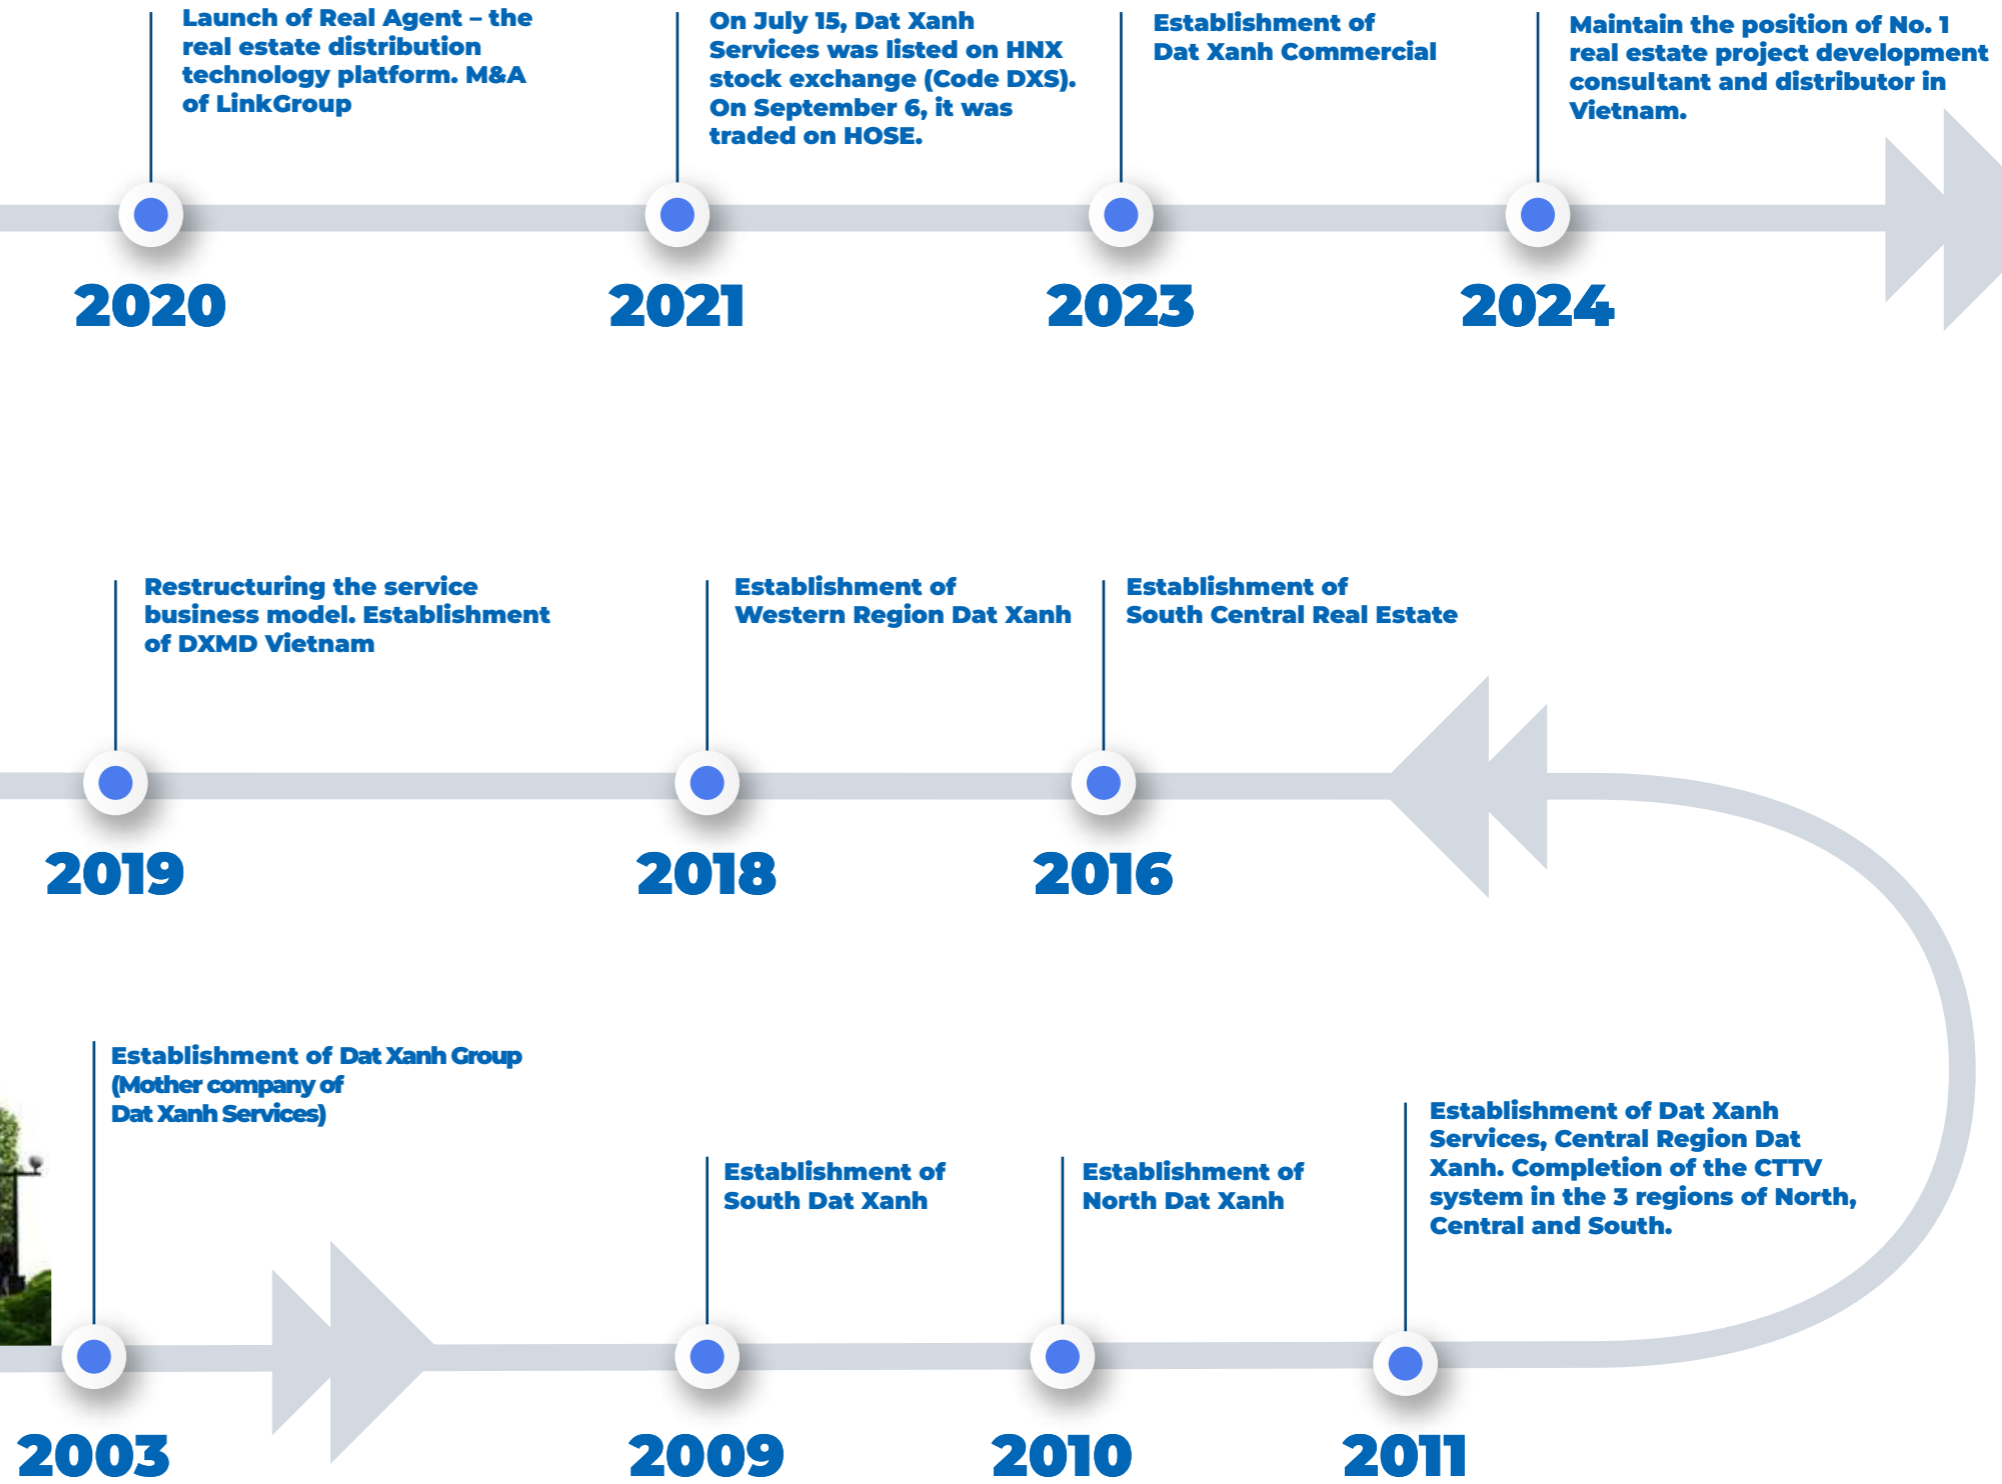 Launch of Real Agent – the
real estate distribution
technology platform. M&A
of LinkGroup
2020
On July 15, Dat Xanh
Services was listed on HNX
stock exchange (Code DXS).
On September 6, it was
traded on HOSE.
2021
Establishment of
Dat Xanh Commercial
2023
Maintain the position of No. 1
real estate project development
consultant and distributor in
Vietnam.
2024
Restructuring the service
business model. Establishment
of DXMD Vietnam
2019
Establishment of
Western Region Dat Xanh
2018
Establishment of
South Central Real Estate
2016
Establishment of Dat Xanh Group
(Mother company of
Dat Xanh Services)
2003
Establishment of
South Dat Xanh
2009
Establishment of
North Dat Xanh
2010
Establishment of Dat Xanh
Services, Central Region Dat
Xanh. Completion of the CTTV
system in the 3 regions of North,
Central and South.
2011